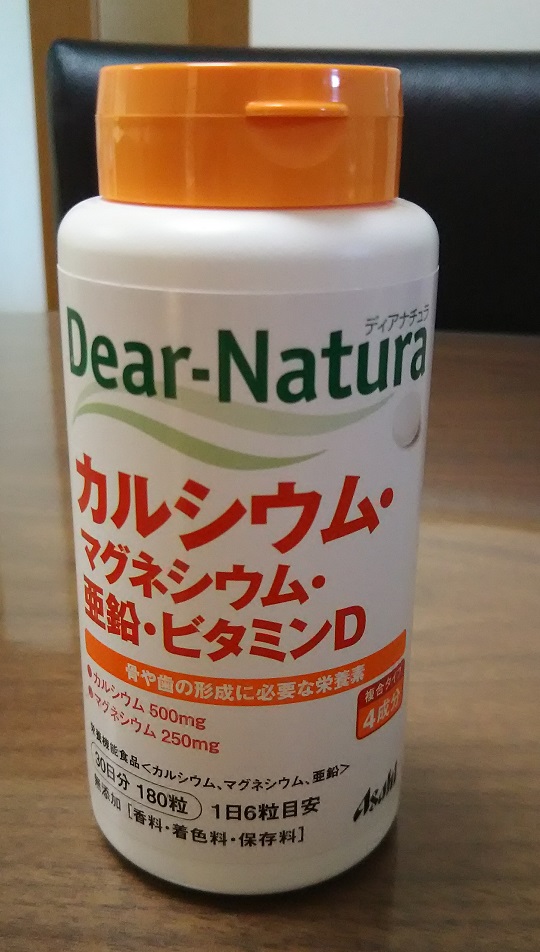 ディアナチュラ
Dear-Natura
カルシウム・
マグネシウム・
亜鉛・ビタミンD
骨や歯の形成に必要な栄養素
●カルシウム 500mg
●マグネシウム 250mg
複合タイプ
4成分
栄養機能食品<カルシウム、マグネシウム、亜鉛>
30日分 180粒 1日6粒目安
無添加［香料・着色料・保存料］
Asahi